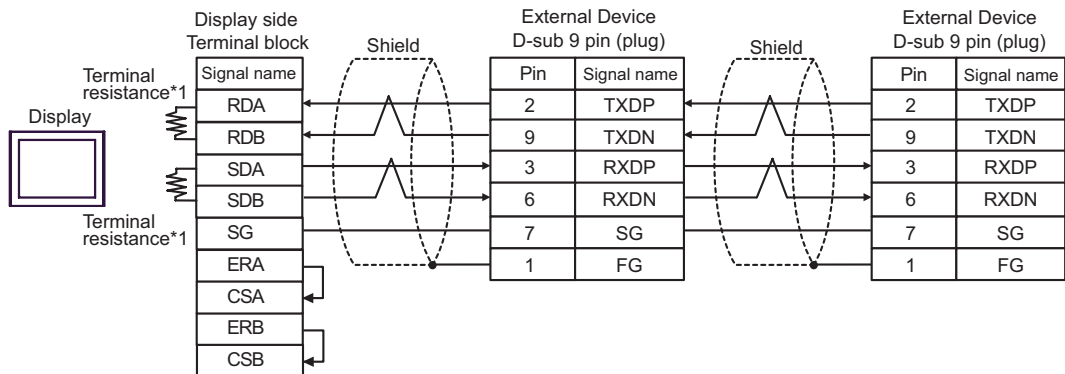 Display side
Terminal block
External Device
D-sub 9 pin (plug)
External Device
D-sub 9 pin (plug)
Shield
Shield
Terminal
resistance*1
Display
Terminal
resistance*1
Signal name
RDA
RDB
SDA
SDB
SG
ERA
CSA
ERB
CSB
Pin Signal name
2 TXDP
9 TXDN
3 RXDP
6 RXDN
7 SG
1 FG
Pin Signal name
2 TXDP
9 TXDN
3 RXDP
6 RXDN
7 SG
1 FG